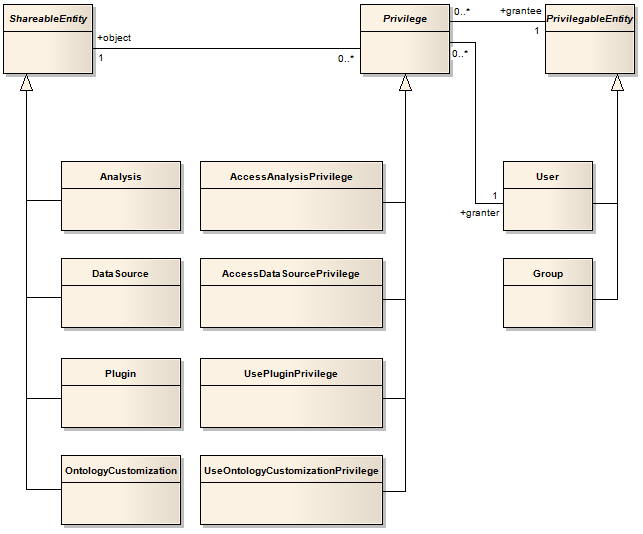 ShareableEntity
Privilege
PrivilegableEntity
0..*
+grantee
1
+object
1
0..*
0..*
Analysis
AccessAnalysisPrivilege
User
1
+granter
DataSource
AccessDataSourcePrivilege
Group
Plugin
UsePluginPrivilege
OntologyCustomization
UseOntologyCustomizationPrivilege